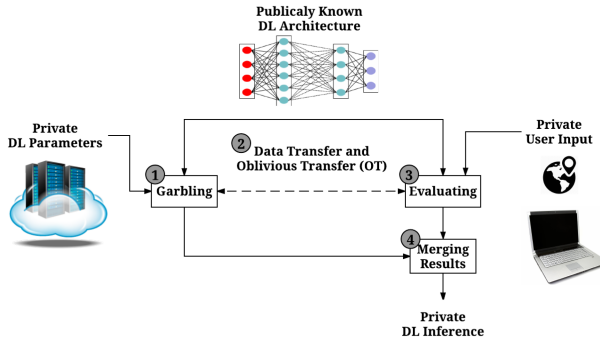 Publicaly Known
DL Architecture
Private
DL Parameters
2
Data Transfer and
Oblivious Transfer (OT)
Private
User Input
1
Garbling
3
Evaluating
4
Merging
Results
Private
DL Inference